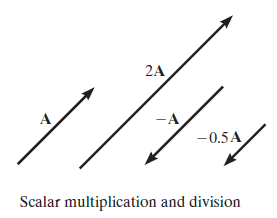 2A
A
−A
−0.5A
Scalar multiplication and division